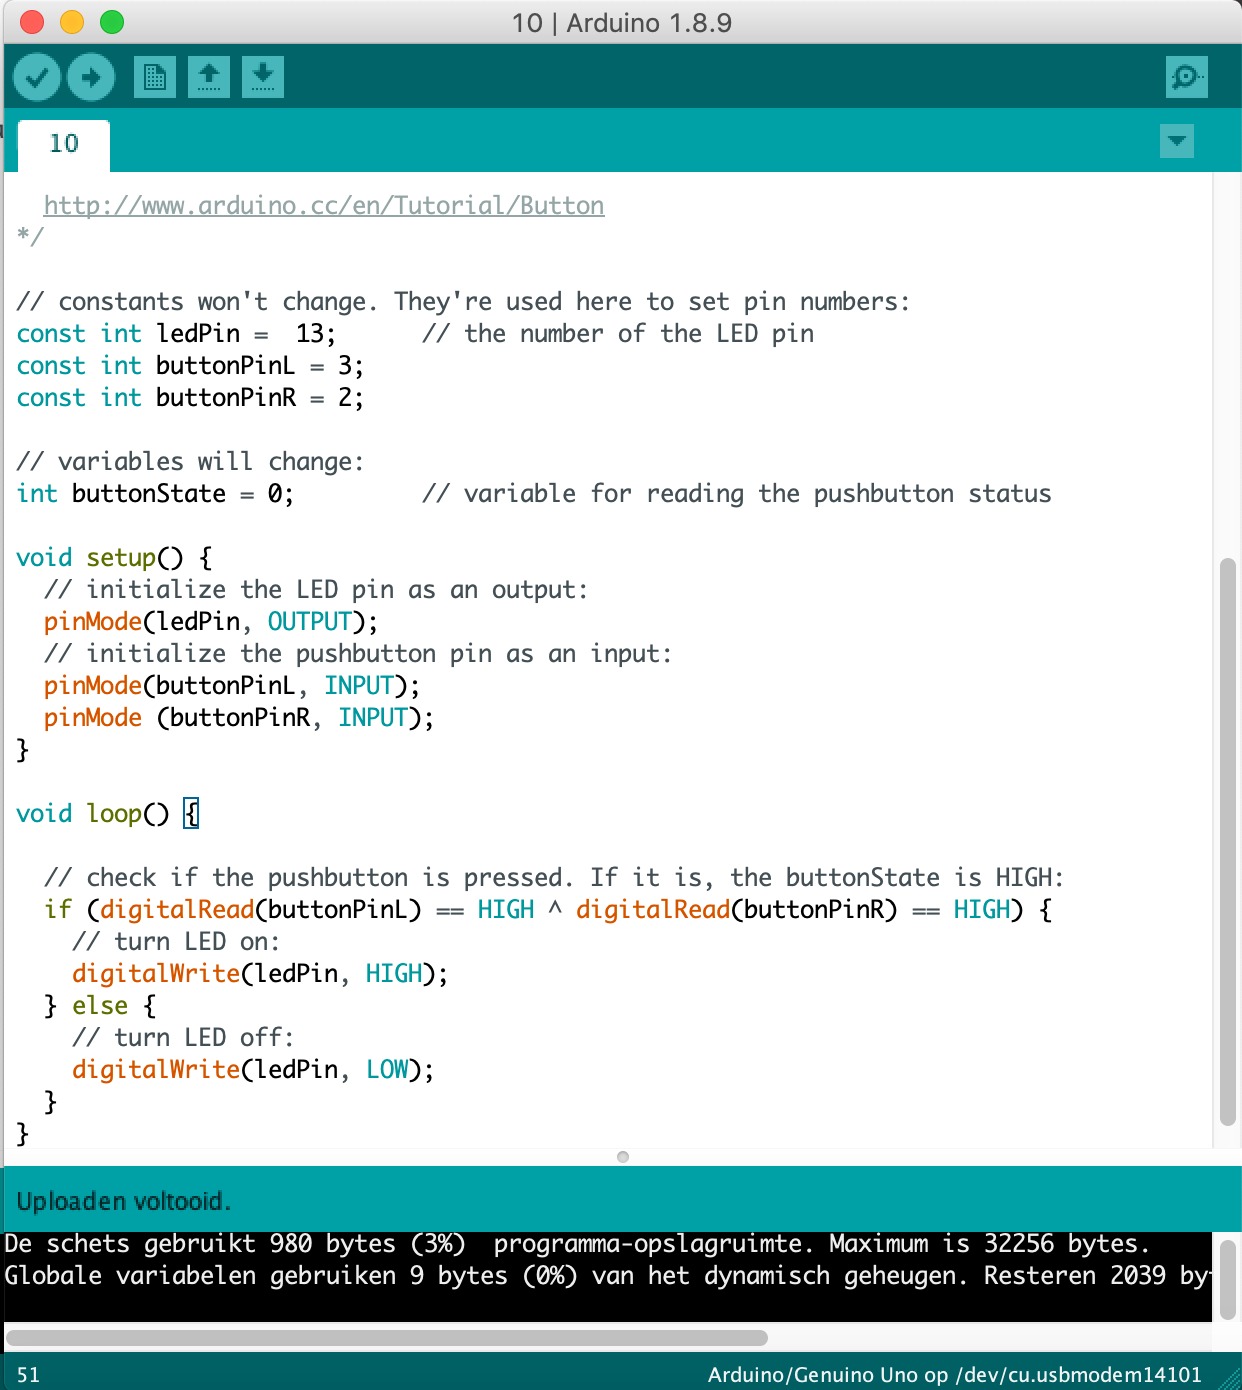 10 | Arduino 1.8.9
10
http://www.arduino.cc/en/Tutorial/Button
*/
// constants won't change. They're used here to set pin numbers:
const int ledPin =  13;      // the number of the LED pin
const int buttonPinL = 3;
const int buttonPinR = 2;
// variables will change:
int buttonState = 0;         // variable for reading the pushbutton status
void setup() {
  // initialize the LED pin as an output:
  pinMode(ledPin, OUTPUT);
  // initialize the pushbutton pin as an input:
  pinMode(buttonPinL, INPUT);
  pinMode (buttonPinR, INPUT);
}
void loop() {
  // check if the pushbutton is pressed. If it is, the buttonState is HIGH:
  if (digitalRead(buttonPinL) == HIGH ^ digitalRead(buttonPinR) == HIGH) {
    // turn LED on:
    digitalWrite(ledPin, HIGH);
  } else {
    // turn LED off:
    digitalWrite(ledPin, LOW);
  }
}
Uploaden voltooid.
De schets gebruikt 980 bytes (3%)  programma-opslagruimte. Maximum is 32256 bytes.
Globale variabelen gebruiken 9 bytes (0%) van het dynamisch geheugen. Resteren 2039
51
Arduino/Genuino Uno op /dev/cu.usbmodem14101